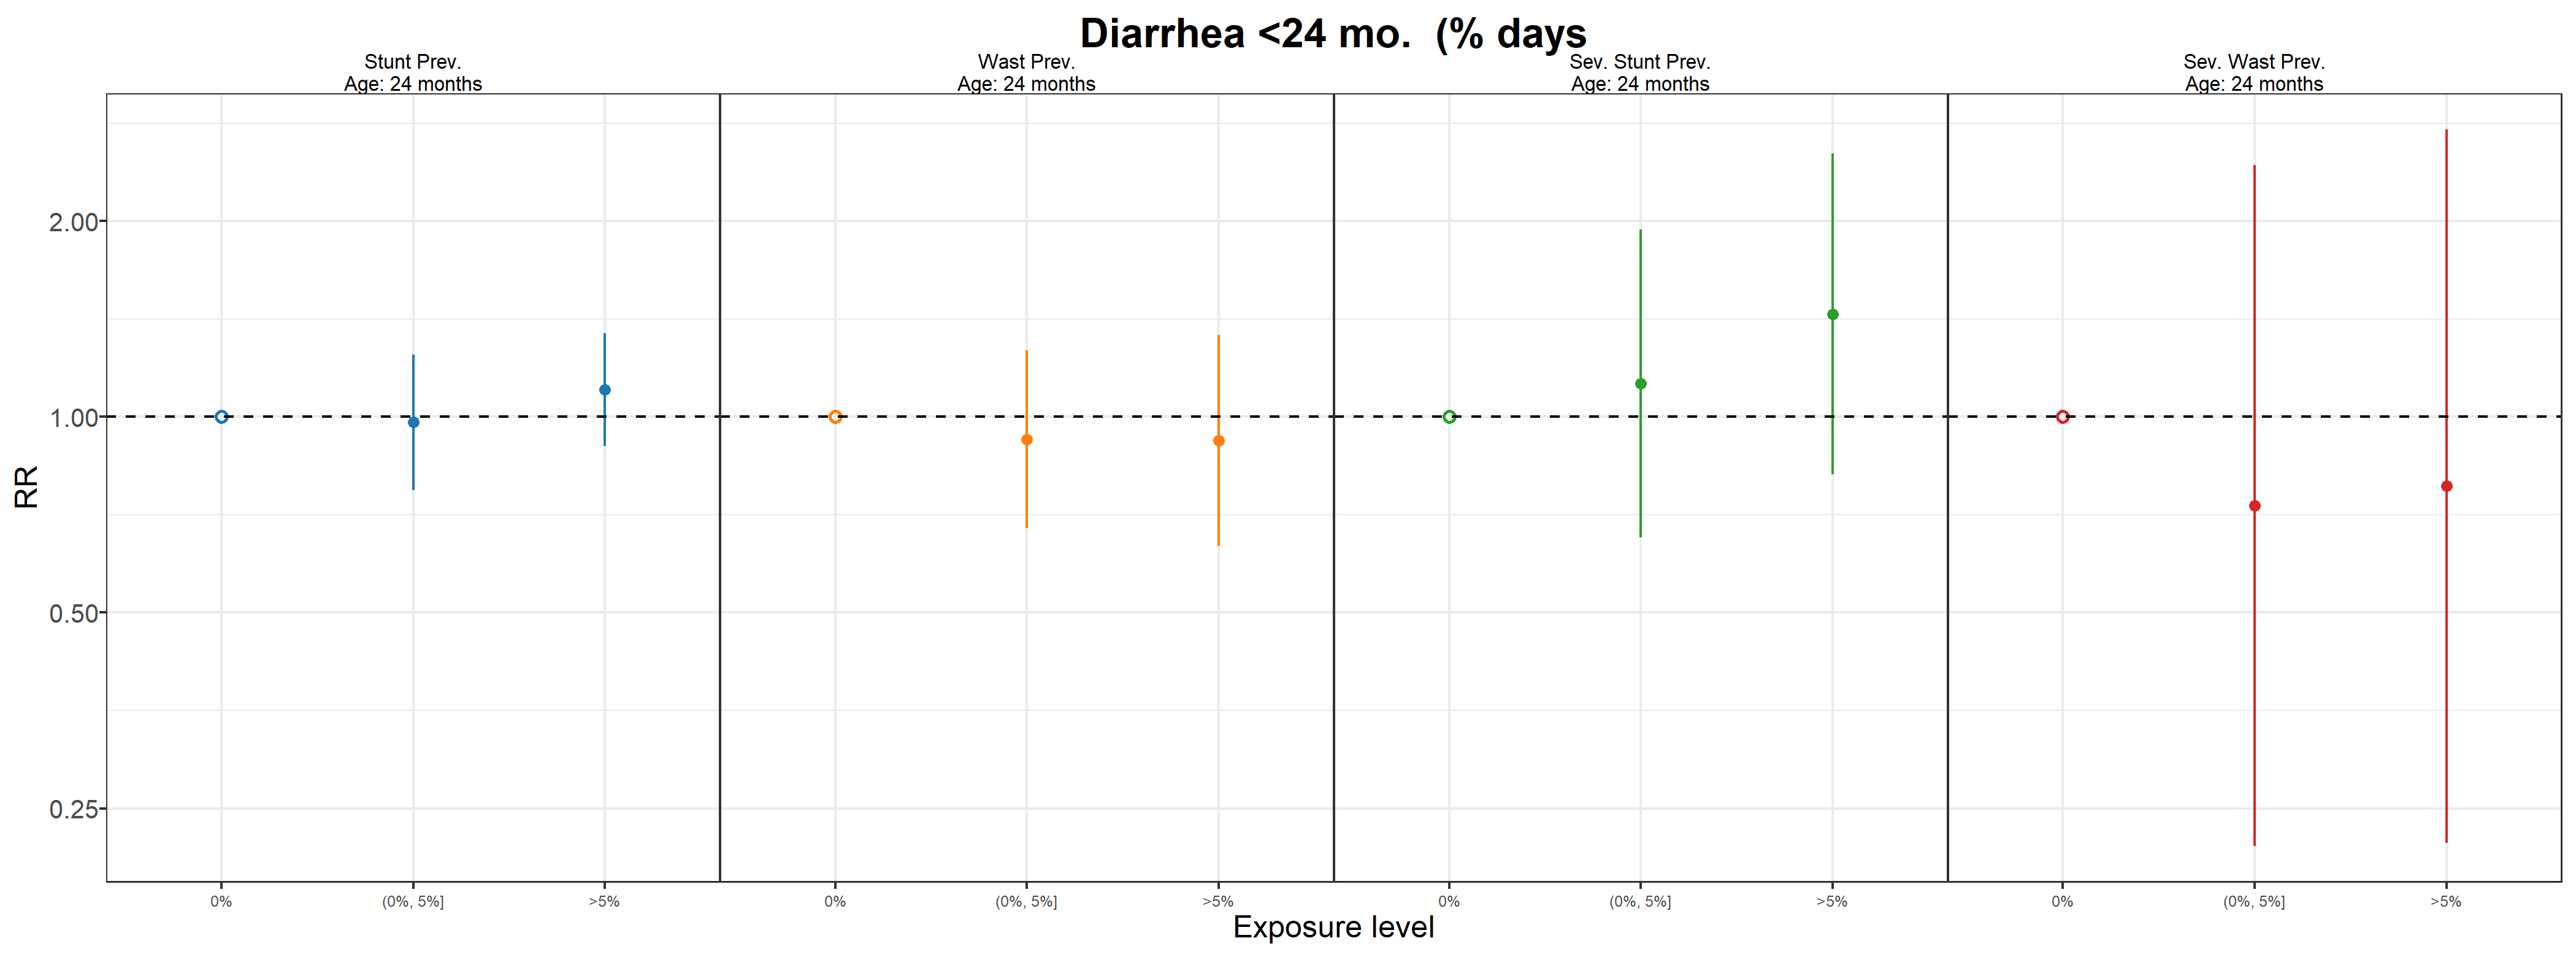 Diarrhea <24 mo.  (% days
Stunt Prev.
Age: 24 months
Wast Prev.
Age: 24 months
Sev. Stunt Prev.
Age: 24 months
Sev. Wast Prev.
Age: 24 months
RR
2.00
1.00
0.50
0.25
0% (0%, 5%] >5% 0% (0%, 5%] >5% 0% (0%, 5%] >5% 0% (0%, 5%] >5%
Exposure level